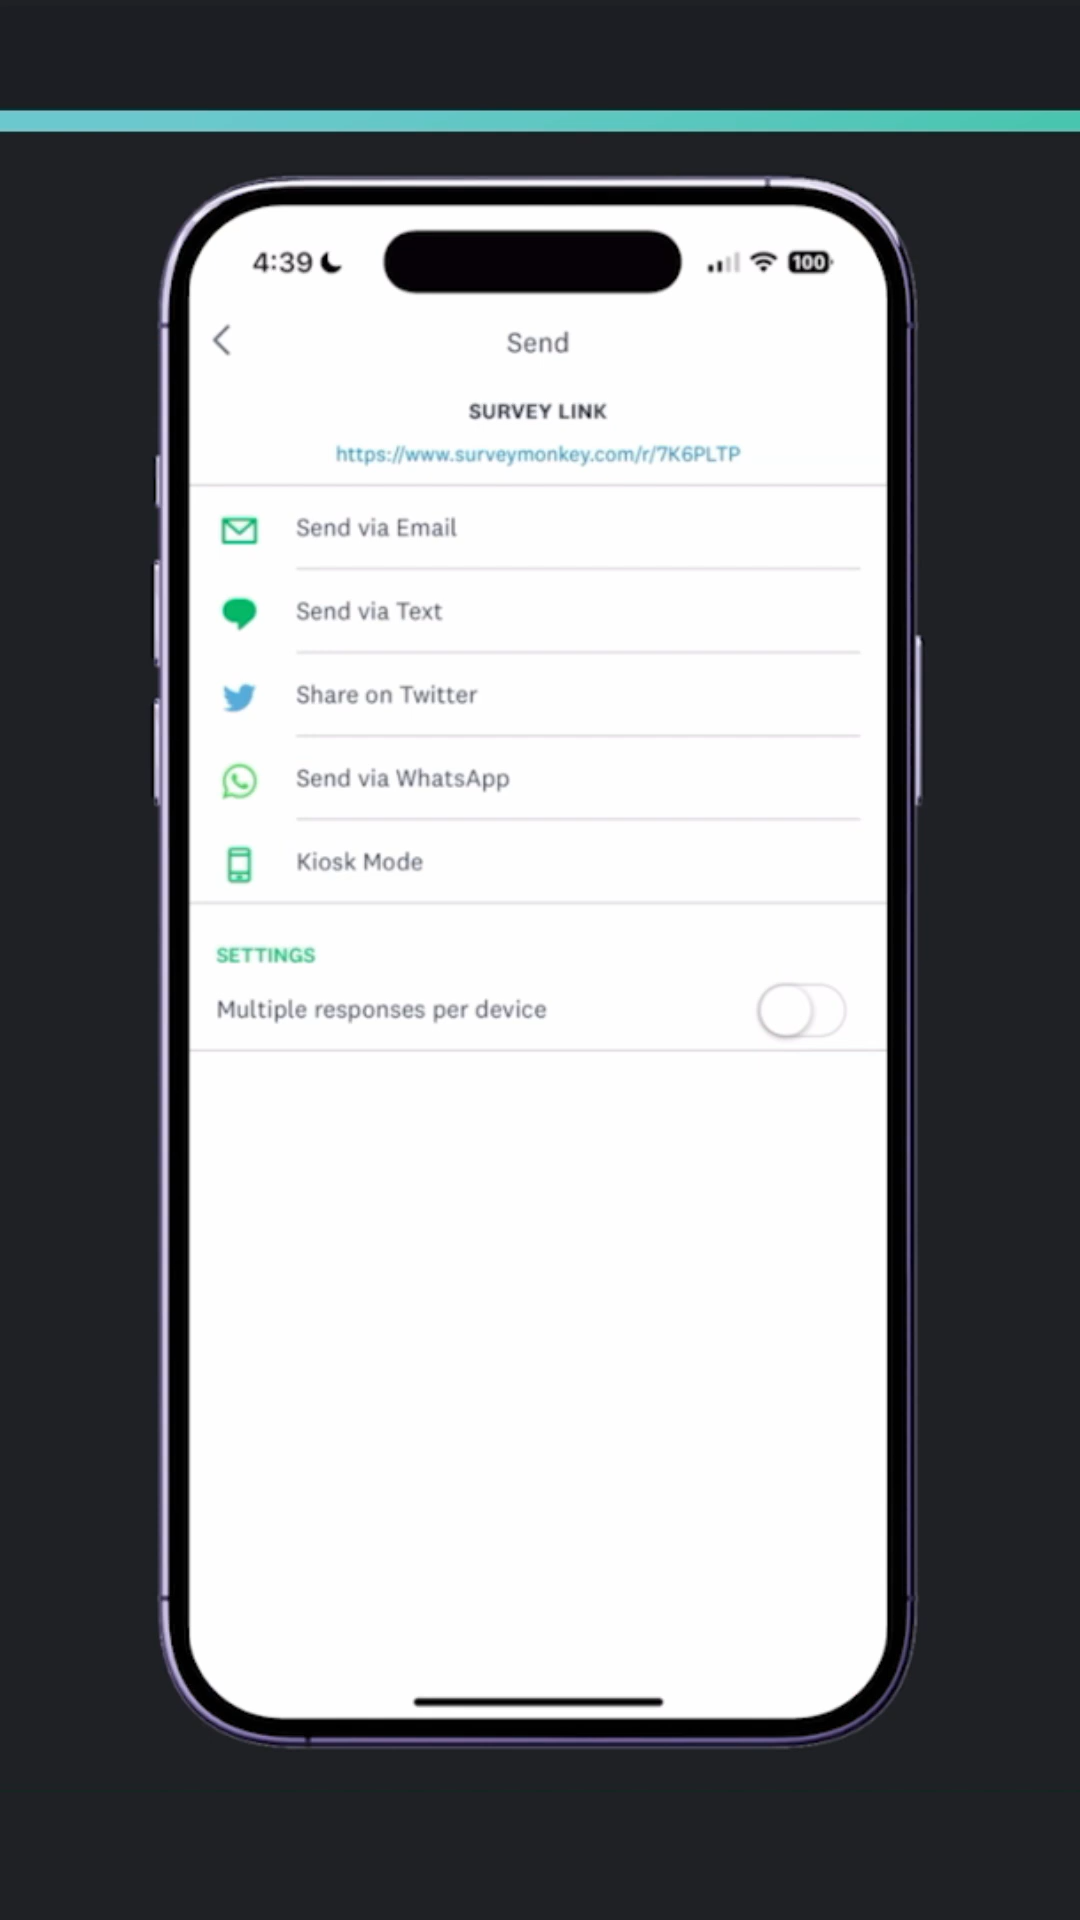 4:39
100
Send
SURVEY LINK
https://www.surveymonkey.com/r/7K6PLTP
Send via Email
Send via Text
Share on Twitter
Send via WhatsApp
Kiosk Mode
SETTINGS
Multiple responses per device